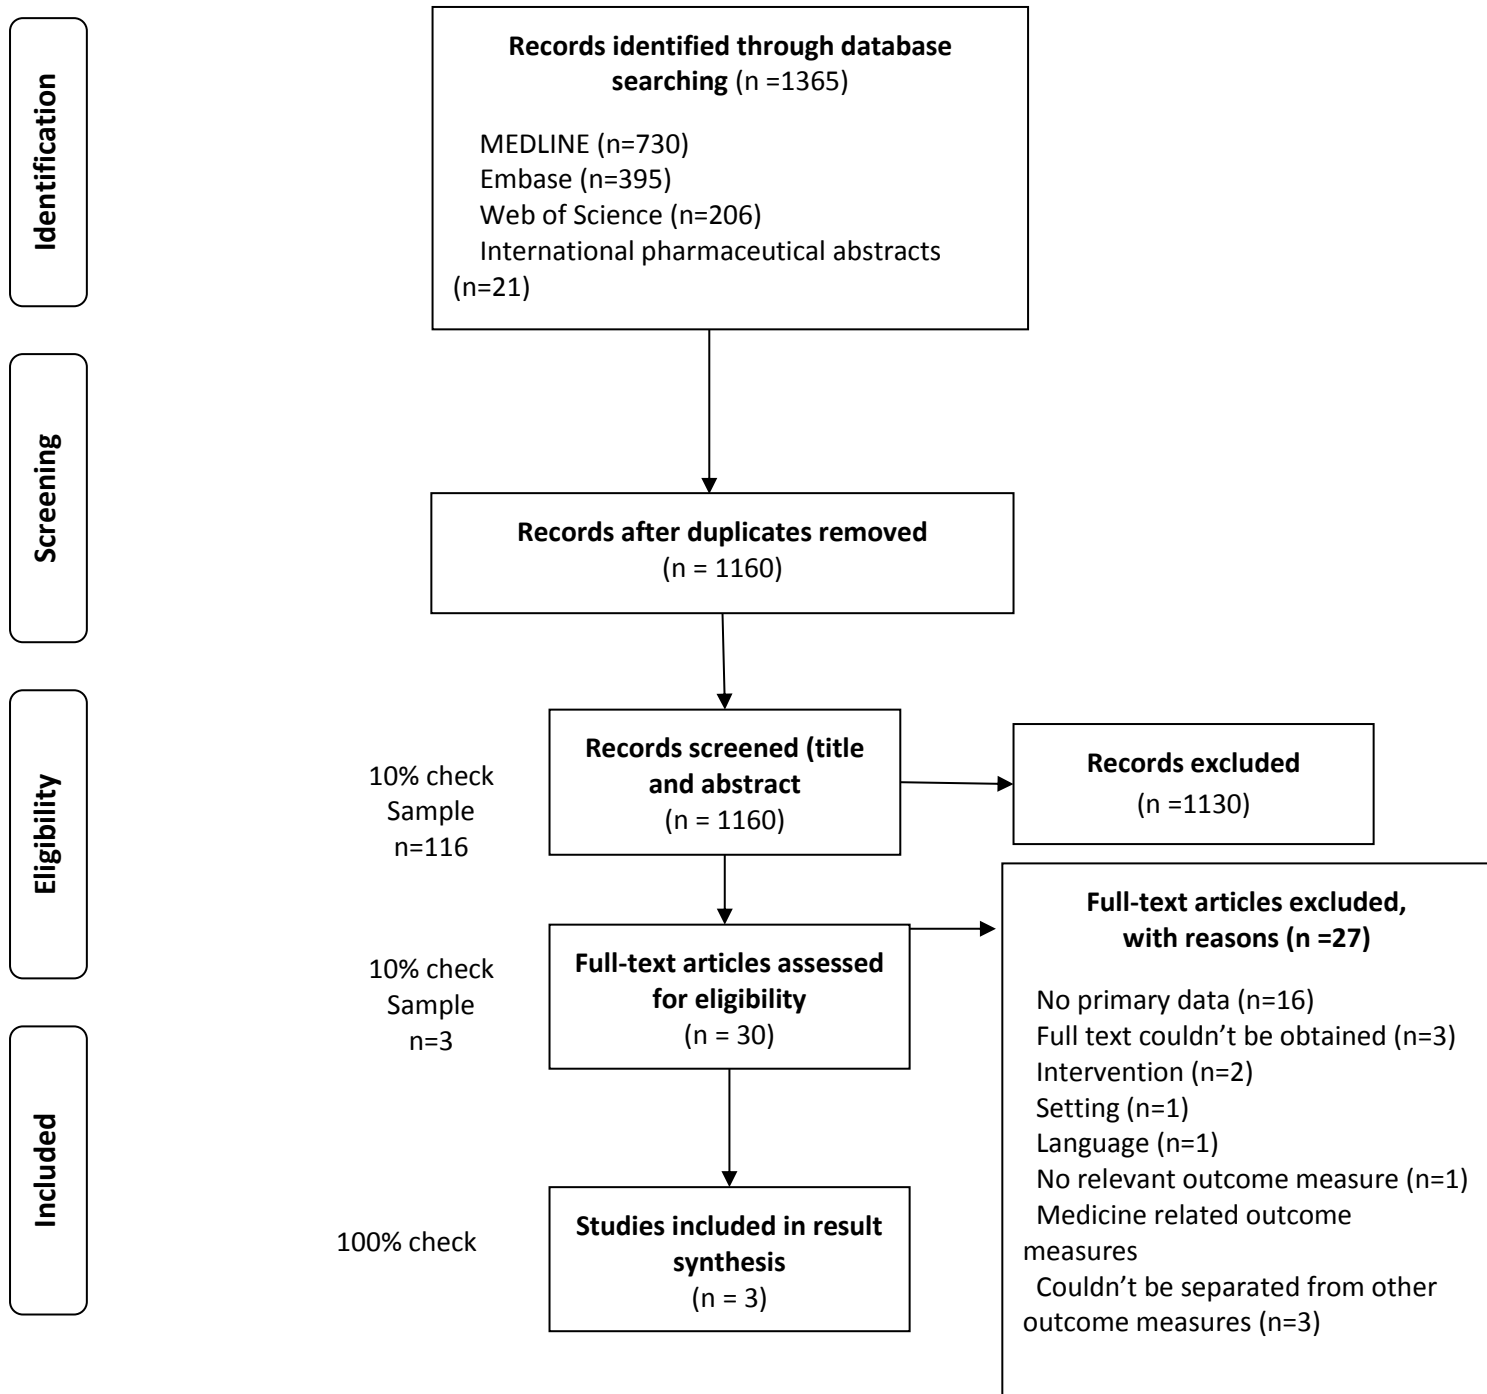 Identification
Records identified through database
searching (n =1365)
MEDLINE (n=730)
Embase (n=395)
Web of Science (n=206)
International pharmaceutical abstracts
(n=21)
Screening
Records after duplicates removed
(n = 1160)
Eligibility
10% check
Sample
n=116
Records screened (title
and abstract
(n = 1160)
Records excluded
(n =1130)
10% check
Sample
n=3
Full-text articles assessed
for eligibility
(n = 30)
Full-text articles excluded,
with reasons (n =27)
No primary data (n=16)
Full text couldn’t be obtained (n=3)
Intervention (n=2)
Setting (n=1)
Language (n=1)
No relevant outcome measure (n=1)
Medicine related outcome
measures
Couldn’t be separated from other
outcome measures (n=3)
Included
100% check
Studies included in result
synthesis
(n = 3)